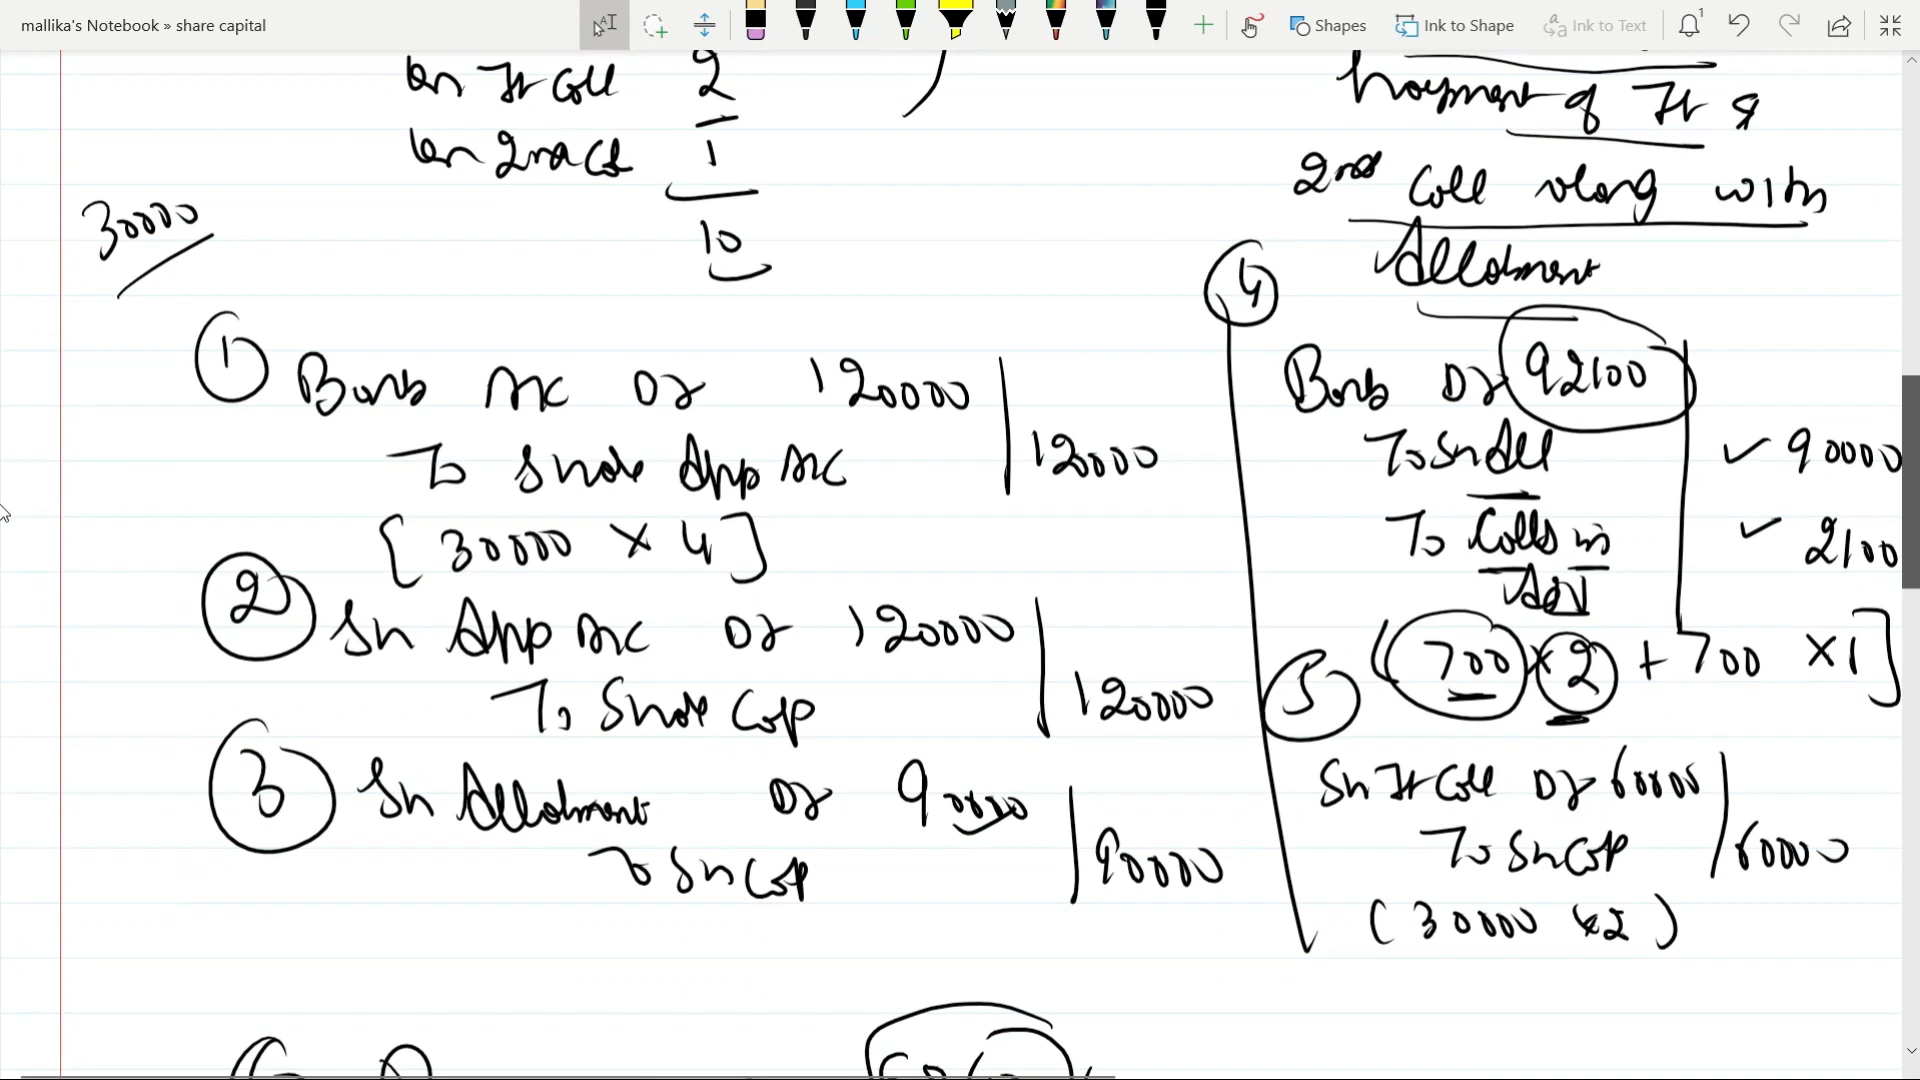 mallika's Notebook » share capital
Shapes
Ink to Shape
Ink to Text
1
on Ist Call 2
on 2nd Call 1
10
30000
payment of Ist &
2nd Call along with
Allotment
① Bank A/c Dr 120000
To Share App A/c 120000
[ 30000 × 4 ]
② Sh App A/c Dr 120000
To Share Cap 120000
③ Sh Allotment Dr 90000
To Sh Cap 90000
④
Bank Dr 92100
To Sh All ✓ 90000
To Calls in ✓ 2100
Adv
( 700 × 2 + 700 × 1 ]
⑤
Sh Ist Call Dr 60000
To Sh Cap 60000
( 30000 × 2 )